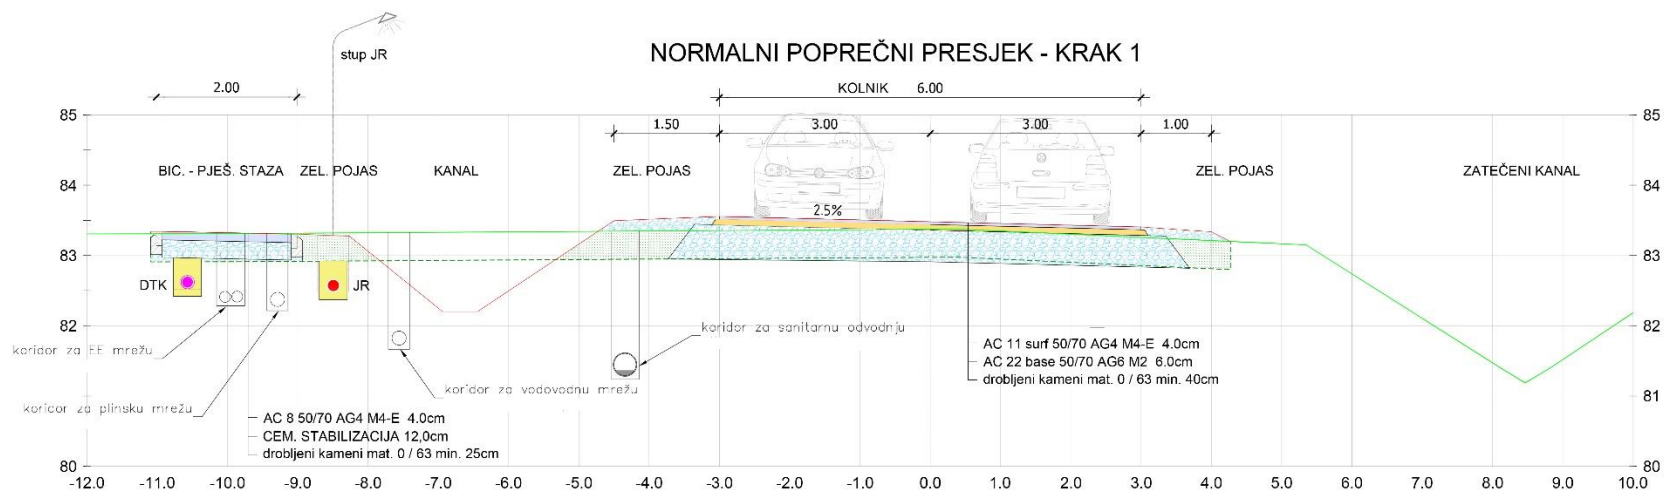 stup JR
NORMALNI POPREČNI PRESJEK - KRAK 1
2.00
KOLNIK 6.00
1.50 3.00 3.00 1.00
85 85
BIC. - PJEŠ. STAZA ZEL. POJAS KANAL ZEL. POJAS ZEL. POJAS ZATEČENI KANAL
84 84
2.5%
83 83
DTK JR
82 82
koridor za EE mrežu
koridor za sanitarnu odvodnju
AC 11 surf 50/70 AG4 M4-E 4.0cm
AC 22 base 50/70 AG6 M2 6.0cm
drobljeni kameni mat. 0 / 63 min. 40cm
koridor za vodovodnu mrežu
81 81
koridor za plinsku mrežu
AC 8 50/70 AG4 M4-E 4.0cm
CEM. STABILIZACIJA 12,0cm
drobljeni kameni mat. 0 / 63 min. 25cm
80 80
-12.0 -11.0 -10.0 -9.0 -8.0 -7.0 -6.0 -5.0 -4.0 -3.0 -2.0 -1.0 0.0 1.0 2.0 3.0 4.0 5.0 6.0 7.0 8.0 9.0 10.0